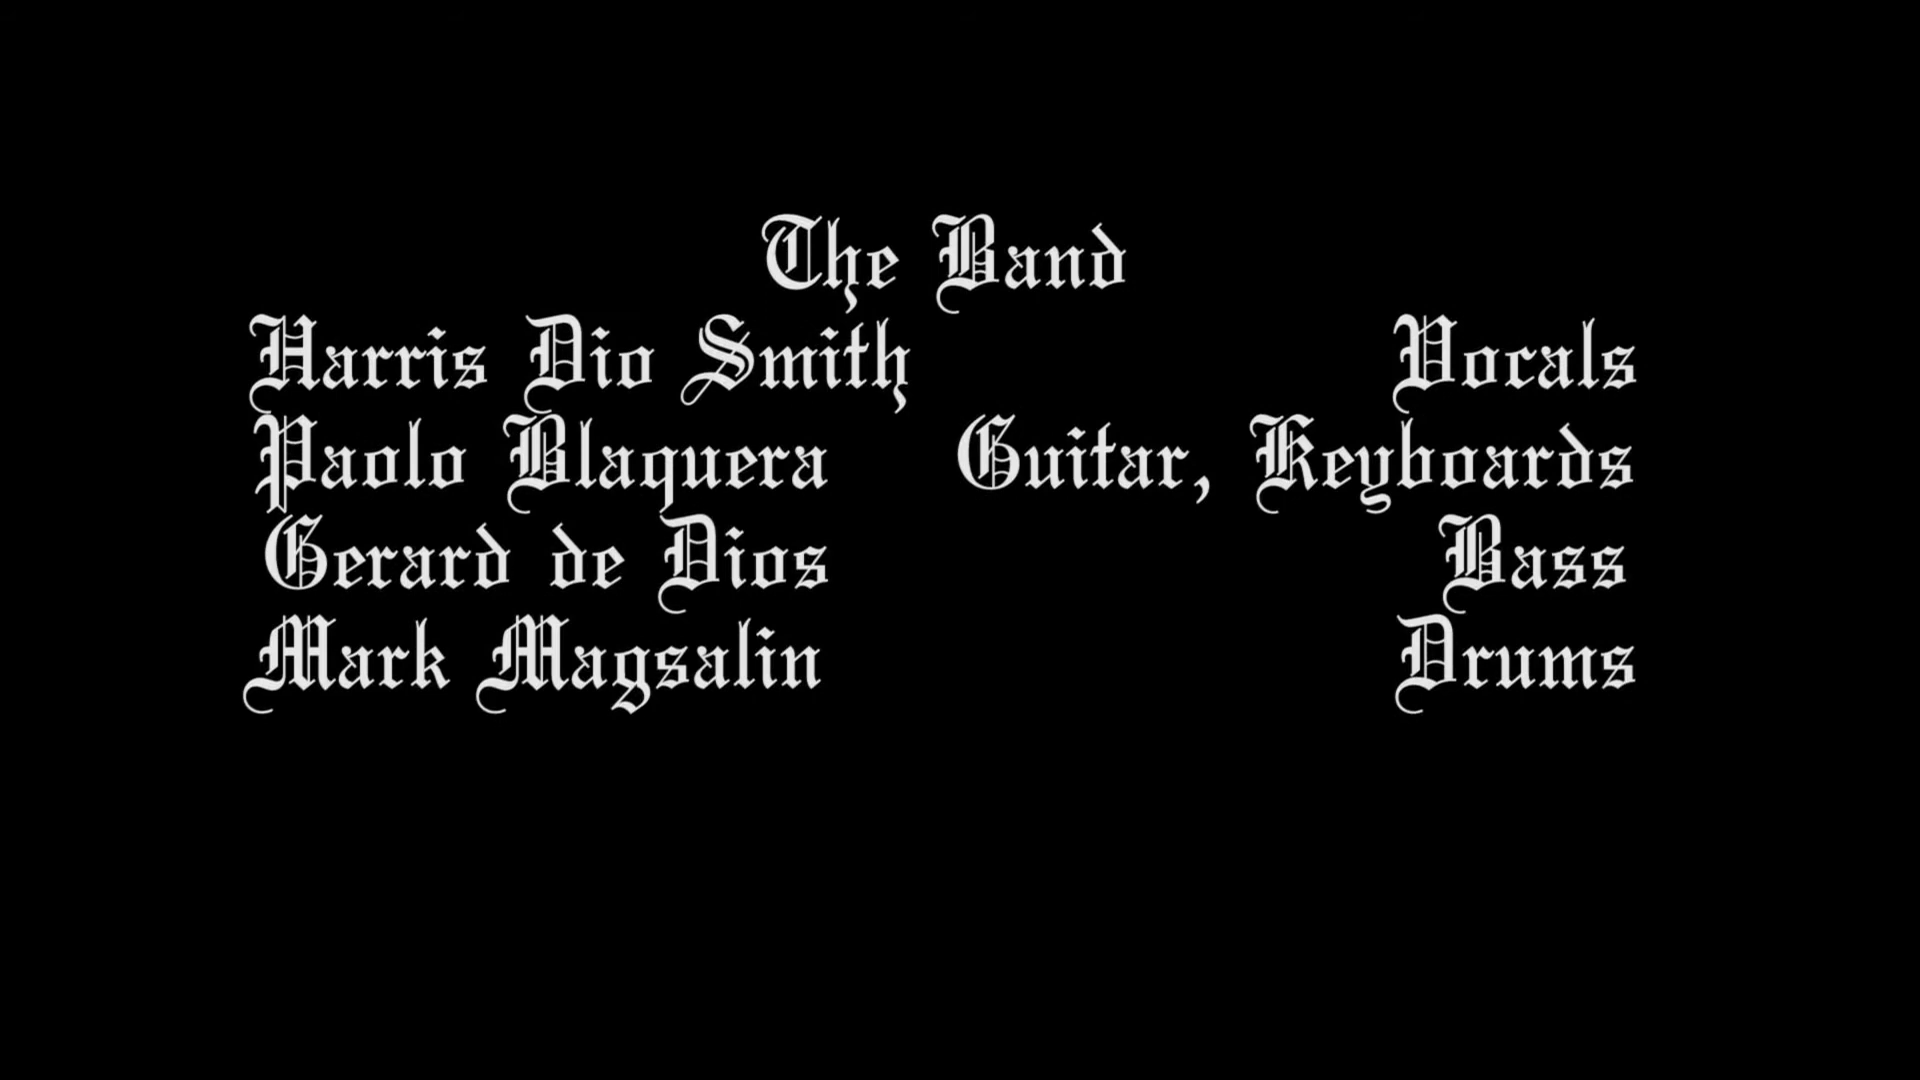 The Band
Harris Dio Smith Vocals
Paolo Blaquera Guitar, Keyboards
Gerard de Dios Bass
Mark Magsalin Drums